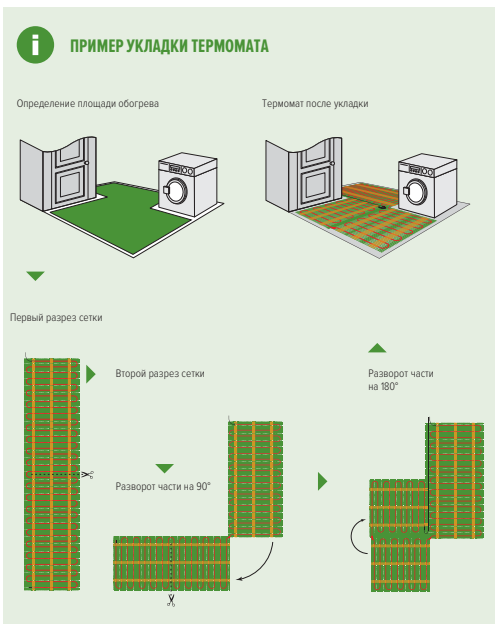 i
ПРИМЕР УКЛАДКИ ТЕРМОМАТА
Определение площади обогрева
Термомат после укладки
Первый разрез сетки
Второй разрез сетки
Разворот части на 90°
Разворот части
на 180°